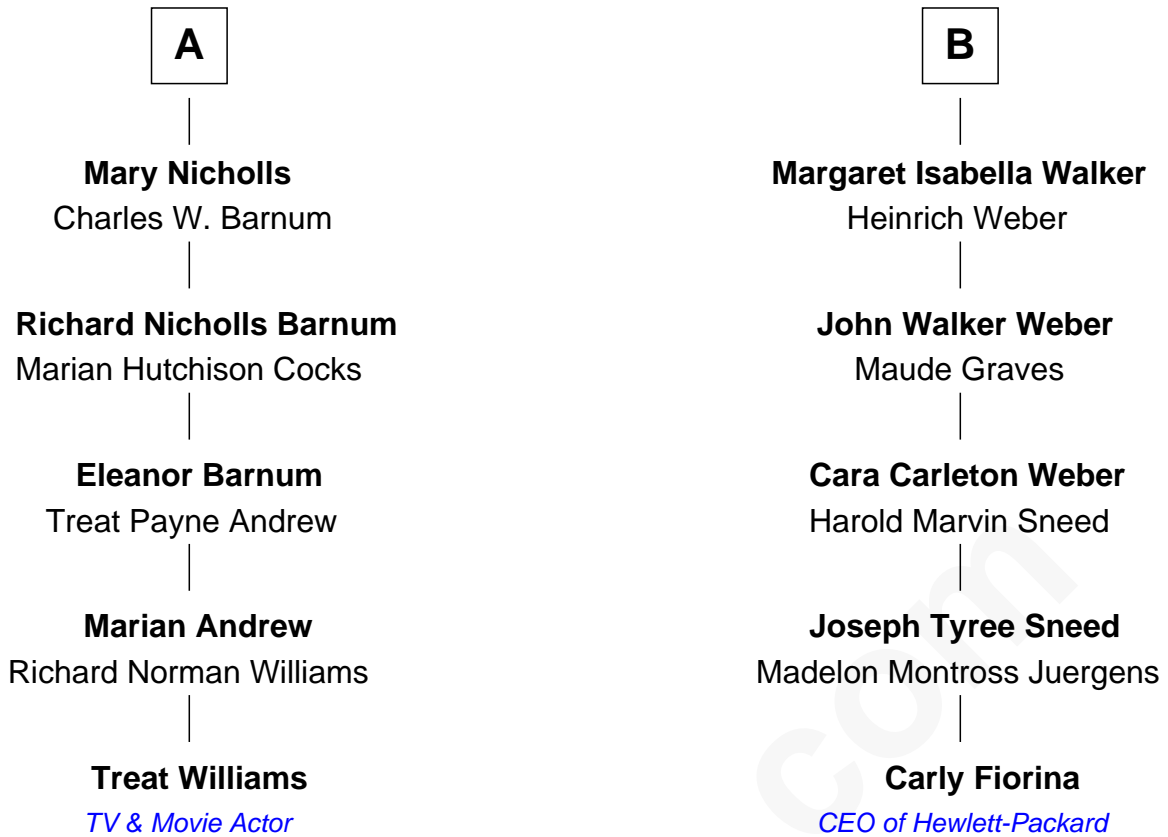 A
Mary Nicholls
Charles W. Barnum
Richard Nicholls Barnum
Marian Hutchison Cocks
Eleanor Barnum
Treat Payne Andrew
Marian Andrew
Richard Norman Williams
Treat Williams
TV & Movie Actor
B
Margaret Isabella Walker
Heinrich Weber
John Walker Weber
Maude Graves
Cara Carleton Weber
Harold Marvin Sneed
Joseph Tyree Sneed
Madelon Montross Juergens
Carly Fiorina
CEO of Hewlett-Packard
com